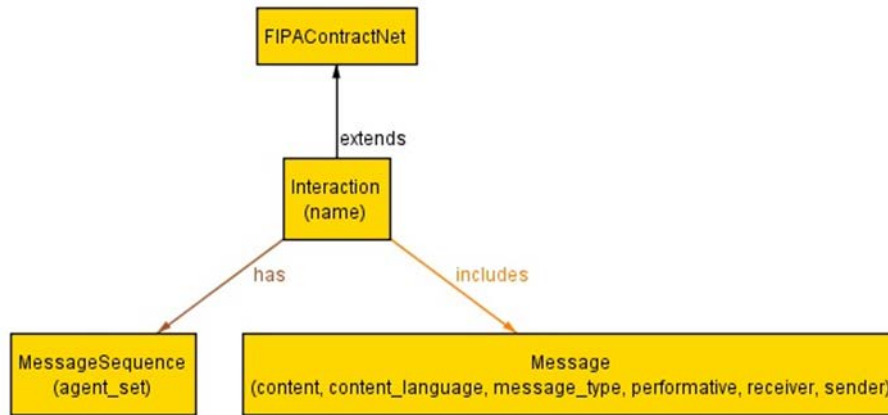 FIPAContractNet
extends
Interaction
(name)
has
includes
MessageSequence
(agent_set)
Message
(content, content_language, message_type, performative, receiver, sender)